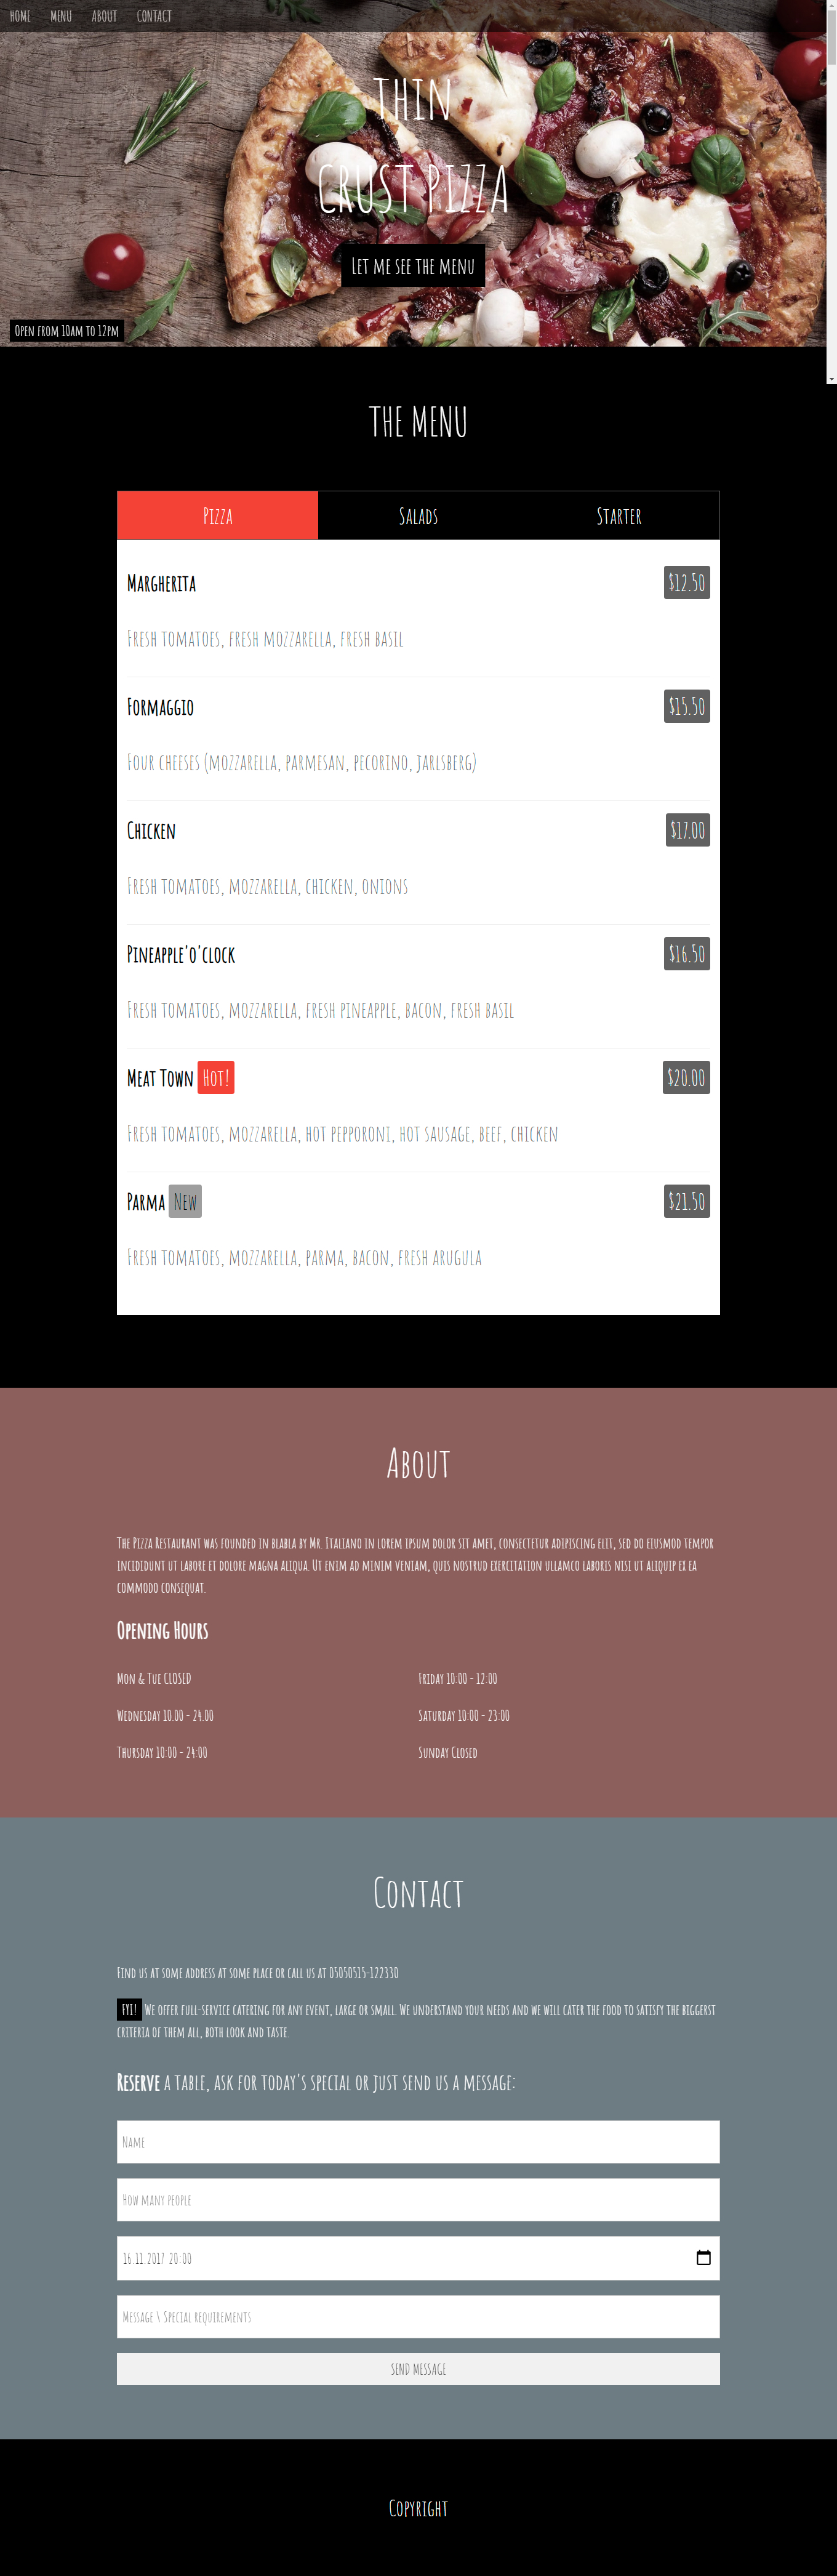 HOME MENU ABOUT CONTACT
THIN
CRUST PIZZA
Let me see the menu
Open from 10am to 12pm
THE MENU
Pizza Salads Starter
Margherita $12.50
Fresh tomatoes, fresh mozzarella, fresh basil
Formaggio $15.50
Four cheeses (mozzarella, parmesan, pecorino, jarlsberg)
Chicken $17.00
Fresh tomatoes, mozzarella, chicken, onions
Pineapple'o'clock $16.50
Fresh tomatoes, mozzarella, fresh pineapple, bacon, fresh basil
Meat Town Hot! $20.00
Fresh tomatoes, mozzarella, hot pepporoni, hot sausage, beef, chicken
Parma New $21.50
Fresh tomatoes, mozzarella, parma, bacon, fresh arugula
About
The Pizza Restaurant was founded in blabla by Mr. Italiano in lorem ipsum dolor sit amet, consectetur adipiscing elit, sed do eiusmod tempor
incididunt ut labore et dolore magna aliqua. Ut enim ad minim veniam, quis nostrud exercitation ullamco laboris nisi ut aliquip ex ea
commodo consequat.
Opening Hours
Mon & Tue CLOSED Friday 10:00 - 12:00
Wednesday 10.00 - 24.00 Saturday 10:00 - 23:00
Thursday 10:00 - 24:00 Sunday Closed
Contact
Find us at some address at some place or call us at 05050515-122330
FYI! We offer full-service catering for any event, large or small. We understand your needs and we will cater the food to satisfy the biggerst
criteria of them all, both look and taste.
Reserve a table, ask for today's special or just send us a message:
Name
How many people
16.11.2017 20:00
Message \ Special requirements
SEND MESSAGE
Copyright